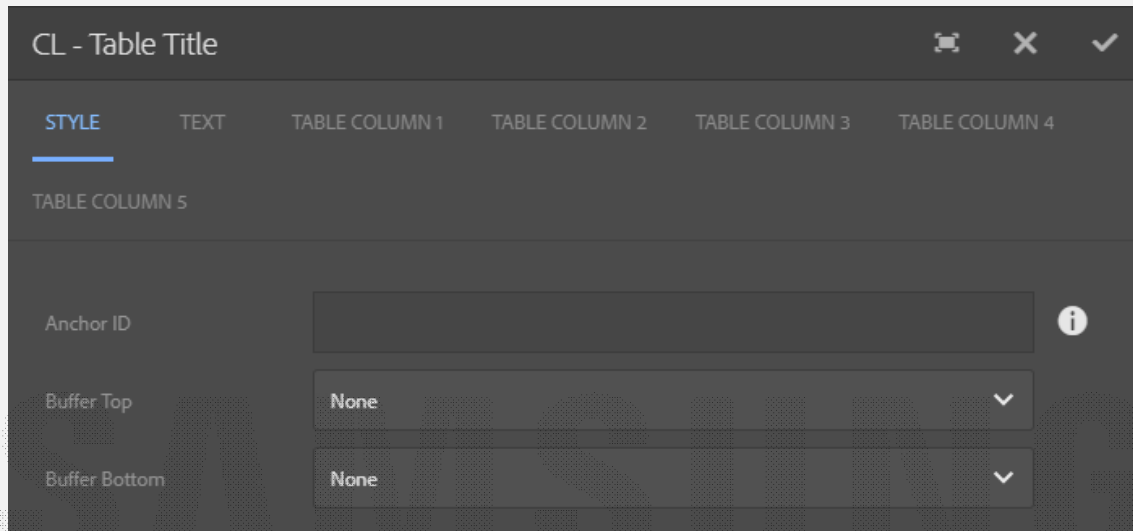 CL - Table Title
STYLE TEXT TABLE COLUMN 1 TABLE COLUMN 2 TABLE COLUMN 3 TABLE COLUMN 4
TABLE COLUMN 5
Anchor ID
Buffer Top None
Buffer Bottom None
SAMSUNG